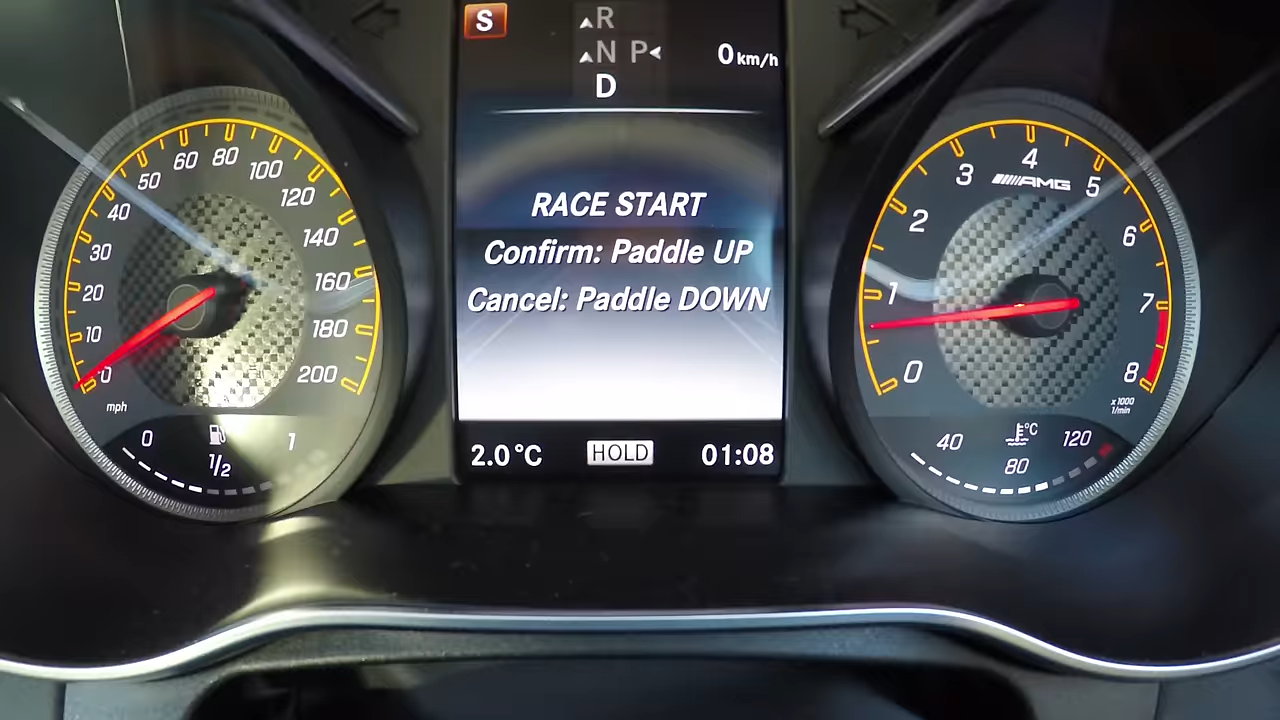 S
R
N P
D
0 km/h
RACE START
Confirm: Paddle UP
Cancel: Paddle DOWN
2.0°C
HOLD
01:08
0
10
20
30
40
50
60
80
100
120
140
160
180
200
mph
0
1/2
1
0
1
2
3
4
5
6
7
8
AMG
x 1000
1/min
40
°C
80
120